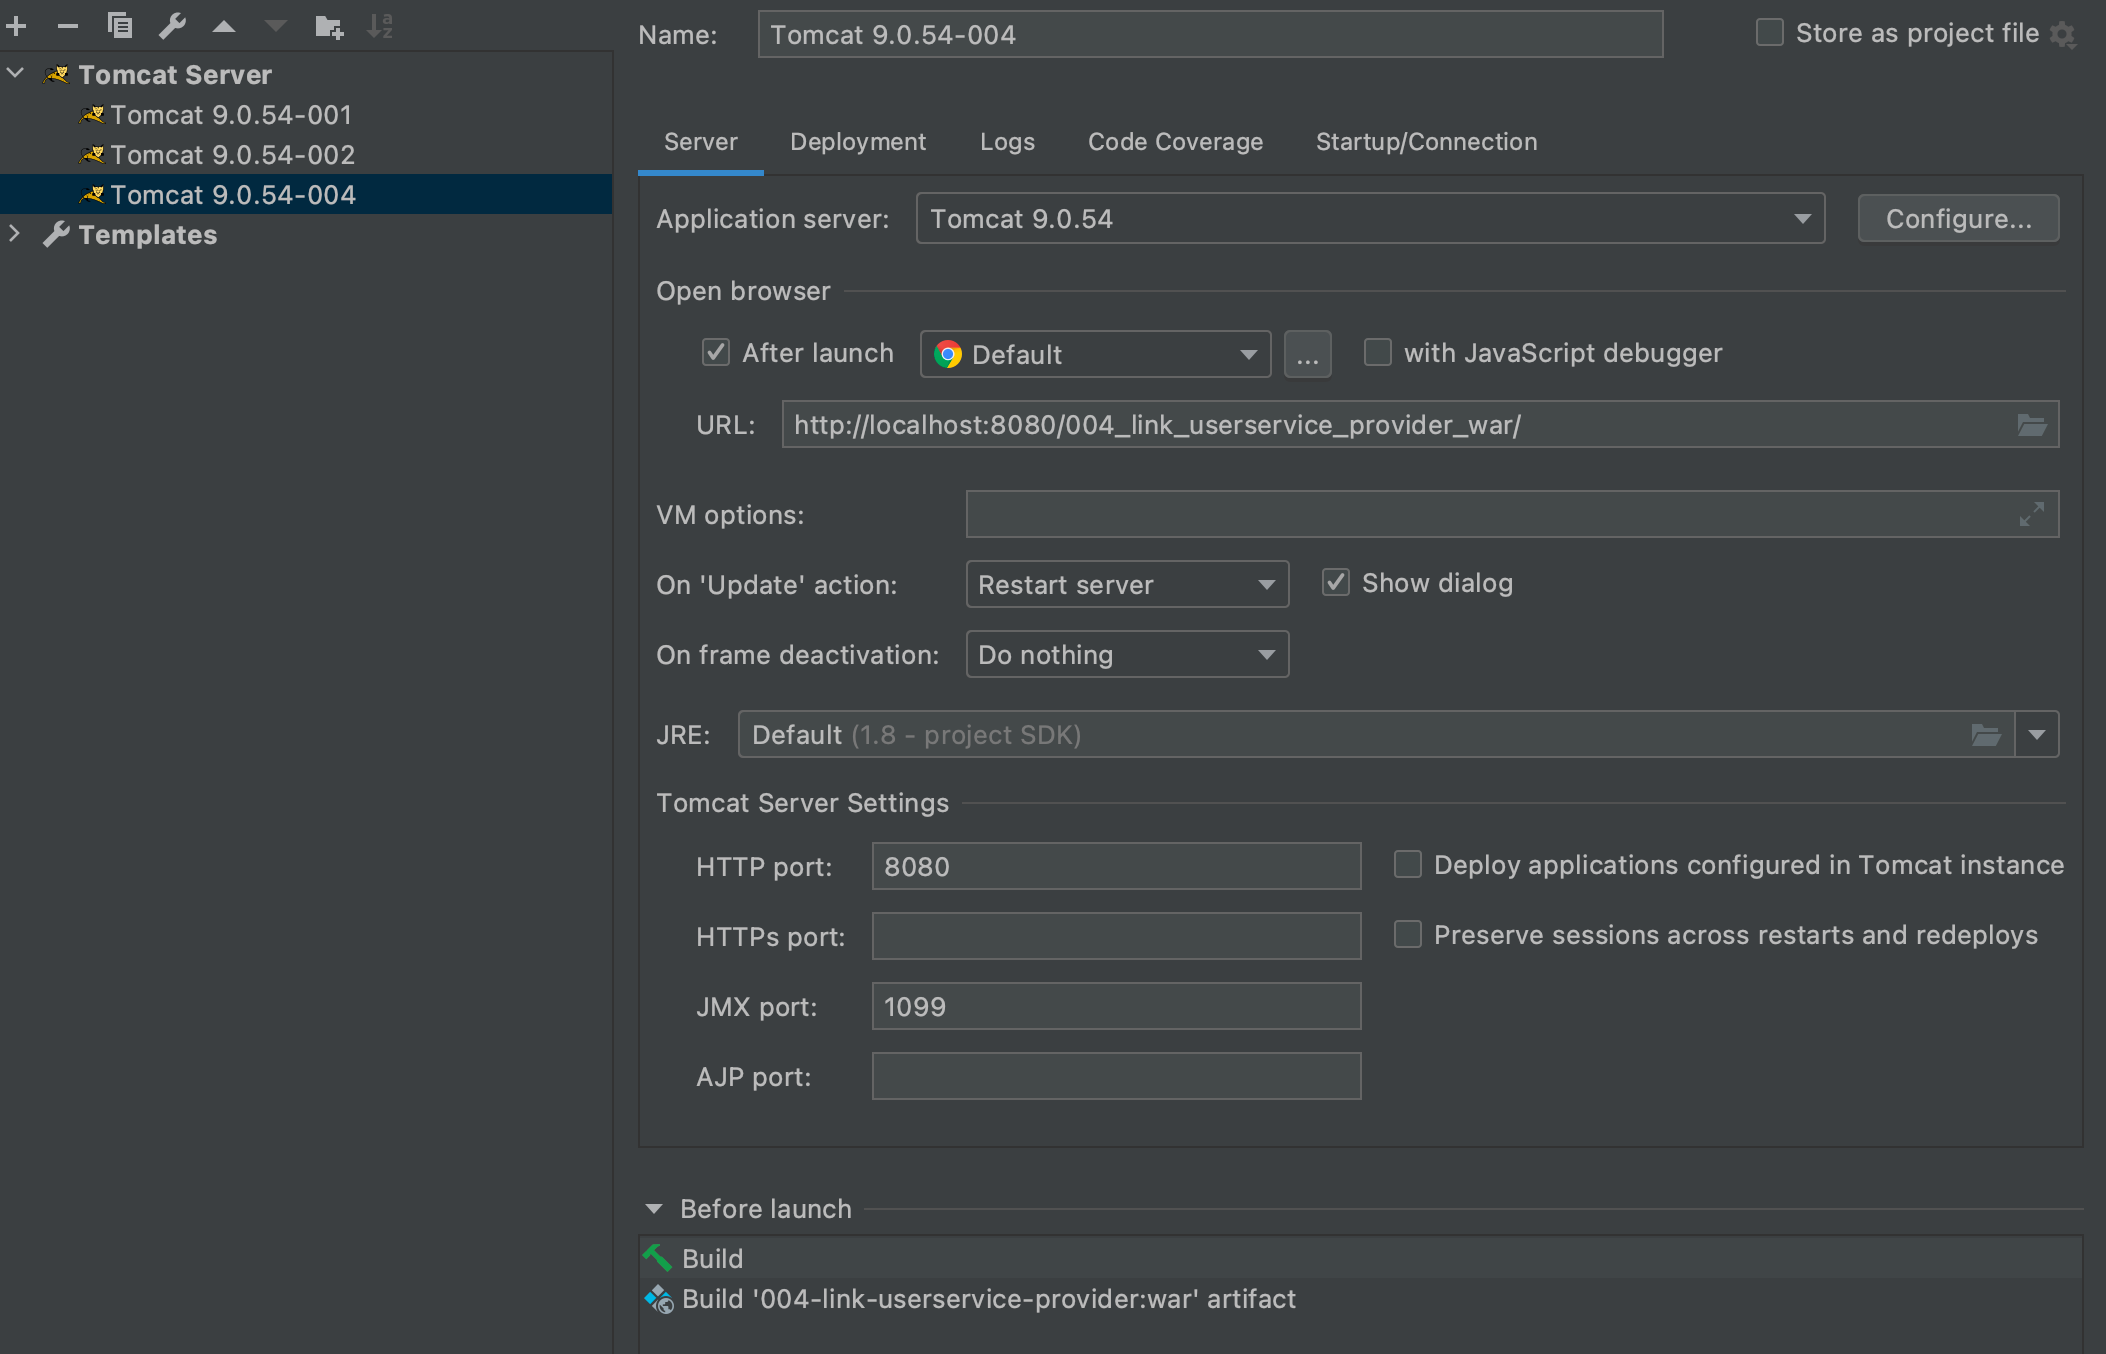 Tomcat Server
Tomcat 9.0.54-001
Tomcat 9.0.54-002
Tomcat 9.0.54-004
Templates
Name: Tomcat 9.0.54-004 Store as project file
Server Deployment Logs Code Coverage Startup/Connection
Application server: Tomcat 9.0.54 Configure...
Open browser
After launch Default ... with JavaScript debugger
URL: http://localhost:8080/004_link_userservice_provider_war/
VM options:
On 'Update' action: Restart server Show dialog
On frame deactivation: Do nothing
JRE: Default (1.8 - project SDK)
Tomcat Server Settings
HTTP port: 8080 Deploy applications configured in Tomcat instance
HTTPs port: Preserve sessions across restarts and redeploys
JMX port: 1099
AJP port:
Before launch
Build
Build '004-link-userservice-provider:war' artifact